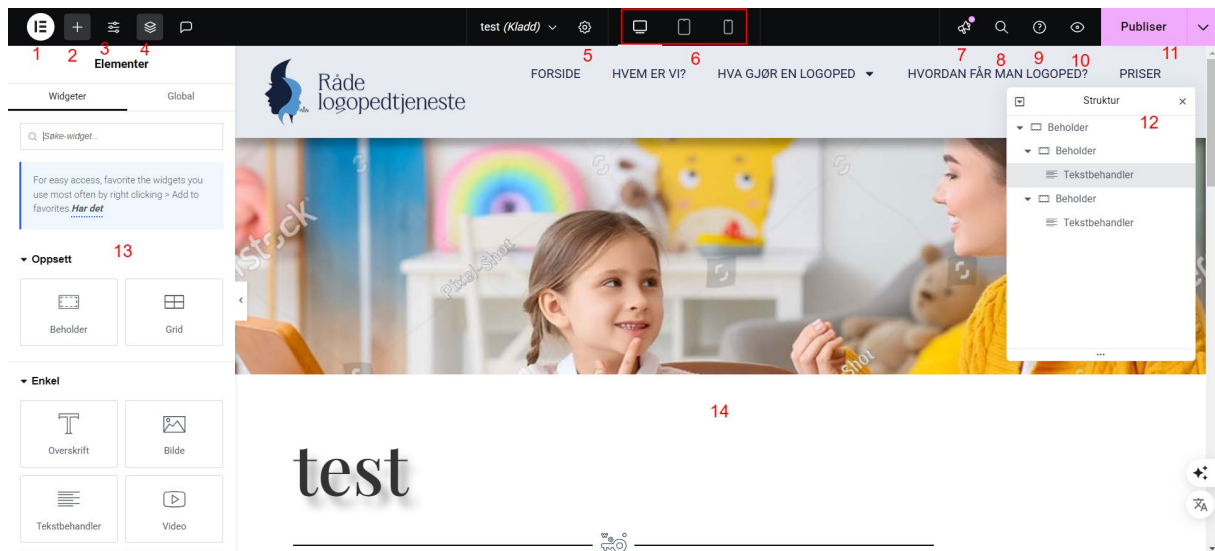 test (Kladd)
Publiser
1 2 3 4 5 6 7 8 9 10 11
Elementer
Widgeter Global
Søke-widget...
For easy access, favorite the widgets you
use most often by right clicking > Add to
favorites. Har det
13
Oppsett
Beholder Grid
Enkel
Overskrift Bilde
Tekstbehandler Video
Råde
logopedtjeneste
FORSIDE HVEM ER VI? HVA GJØR EN LOGOPED HVORDAN FÅR MAN LOGOPED? PRISER
Struktur
12
Beholder
Beholder
Tekstbehandler
Beholder
Tekstbehandler
Pixel-Shot
14
test